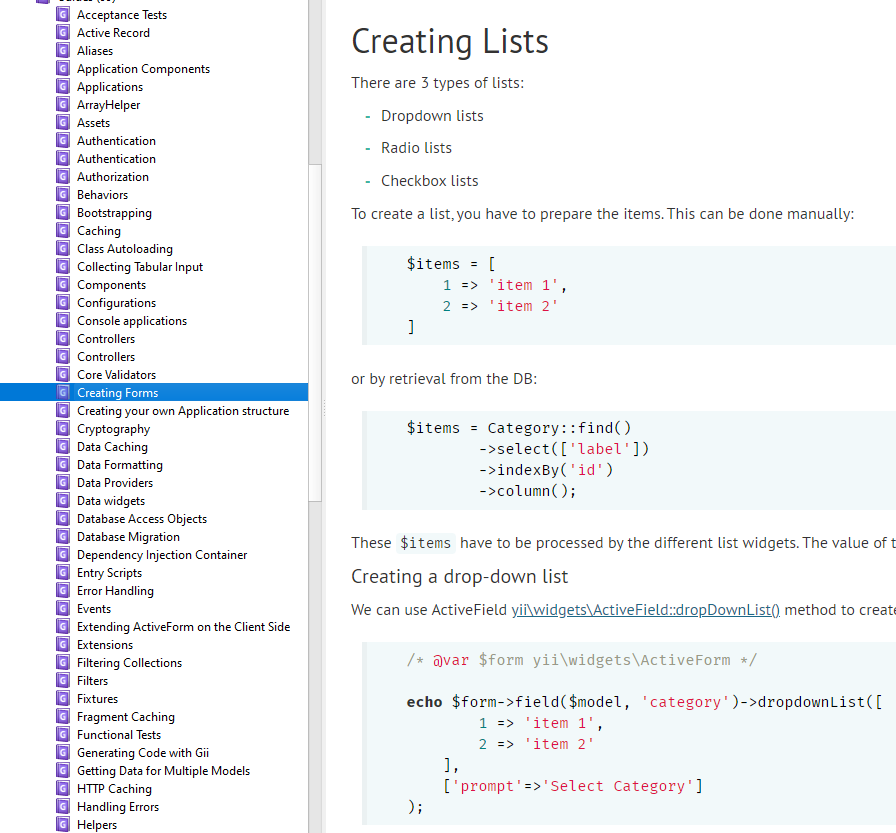 Acceptance Tests
Active Record
Aliases
Application Components
Applications
ArrayHelper
Assets
Authentication
Authentication
Authorization
Behaviors
Bootstrapping
Caching
Class Autoloading
Collecting Tabular Input
Components
Configurations
Console applications
Controllers
Controllers
Core Validators
Creating Forms
Creating your own Application structure
Cryptography
Data Caching
Data Formatting
Data Providers
Data widgets
Database Access Objects
Database Migration
Dependency Injection Container
Entry Scripts
Error Handling
Events
Extending ActiveForm on the Client Side
Extensions
Filtering Collections
Filters
Fixtures
Fragment Caching
Functional Tests
Generating Code with Gii
Getting Data for Multiple Models
HTTP Caching
Handling Errors
Helpers
Creating Lists
There are 3 types of lists:
- Dropdown lists
- Radio lists
- Checkbox lists
To create a list, you have to prepare the items. This can be done manually:
$items = [
1 => 'item 1',
2 => 'item 2'
]
or by retrieval from the DB:
$items = Category::find()
->select(['label'])
->indexBy('id')
->column();
These $items have to be processed by the different list widgets. The value of t
Creating a drop-down list
We can use ActiveField yii\widgets\ActiveField::dropDownList() method to create
/* @var $form yii\widgets\ActiveForm */
echo $form->field($model, 'category')->dropdownList([
1 => 'item 1',
2 => 'item 2'
],
['prompt'=>'Select Category']
);